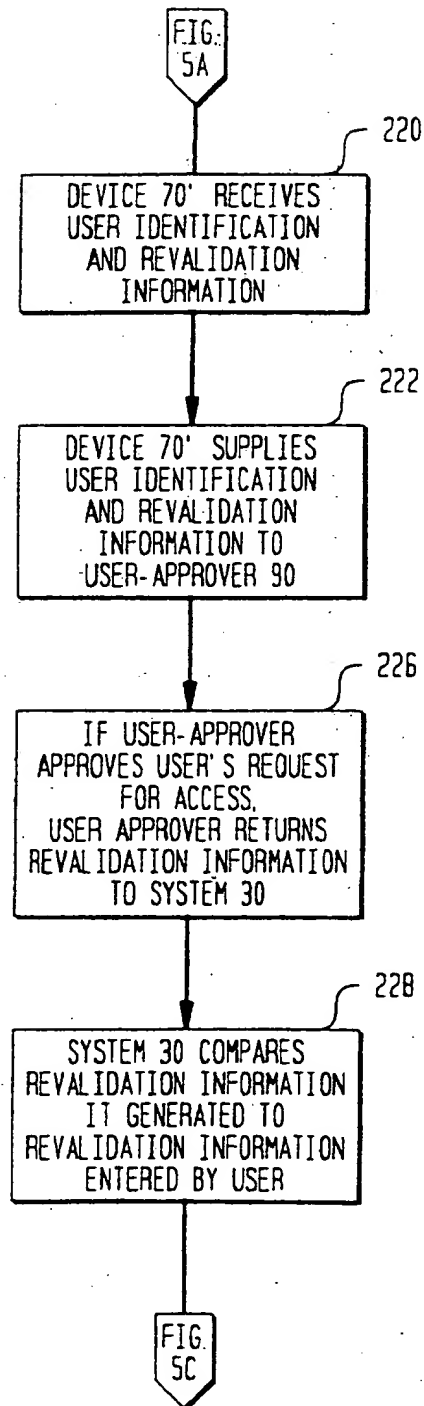 FIG.
5A
220
DEVICE 70' RECEIVES
USER IDENTIFICATION
AND REVALIDATION
INFORMATION
222
DEVICE 70' SUPPLIES
USER IDENTIFICATION
AND REVALIDATION
INFORMATION TO
USER-APPROVER 90
226
IF USER-APPROVER
APPROVES USER'S REQUEST
FOR ACCESS,
USER APPROVER RETURNS
REVALIDATION INFORMATION
TO SYSTEM 30
228
SYSTEM 30 COMPARES
REVALIDATION INFORMATION
IT GENERATED TO
REVALIDATION INFORMATION
ENTERED BY USER
FIG.
5C